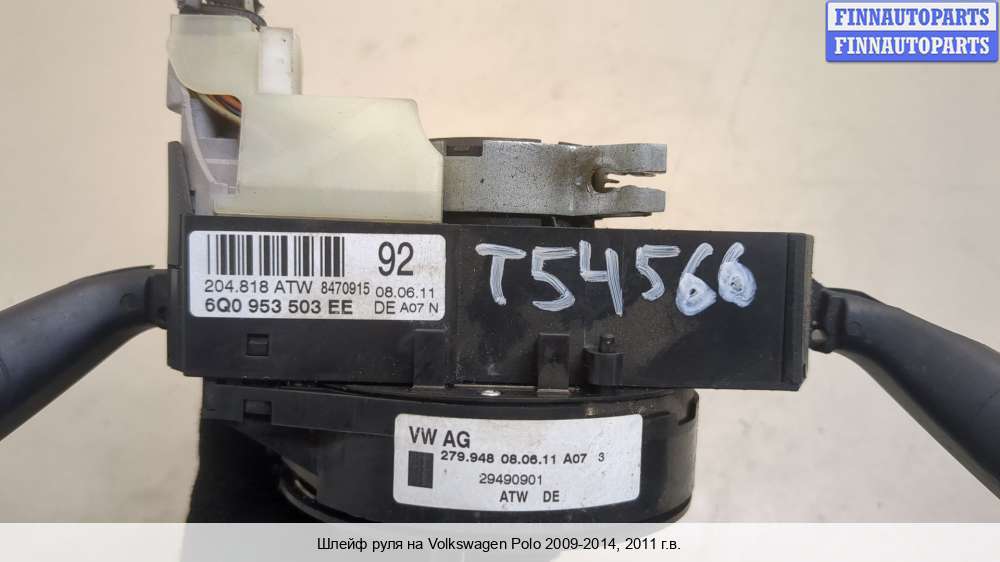 FINNAUTOPARTS
FINNAUTOPARTS
92
204.818 ATW 8470915 08.06.11
6Q0 953 503 EE DE A07 N
T54566
VW AG
279.948 08.06.11 A07 3
29490901
ATW DE
Шлейф руля на Volkswagen Polo 2009-2014, 2011 г.в.